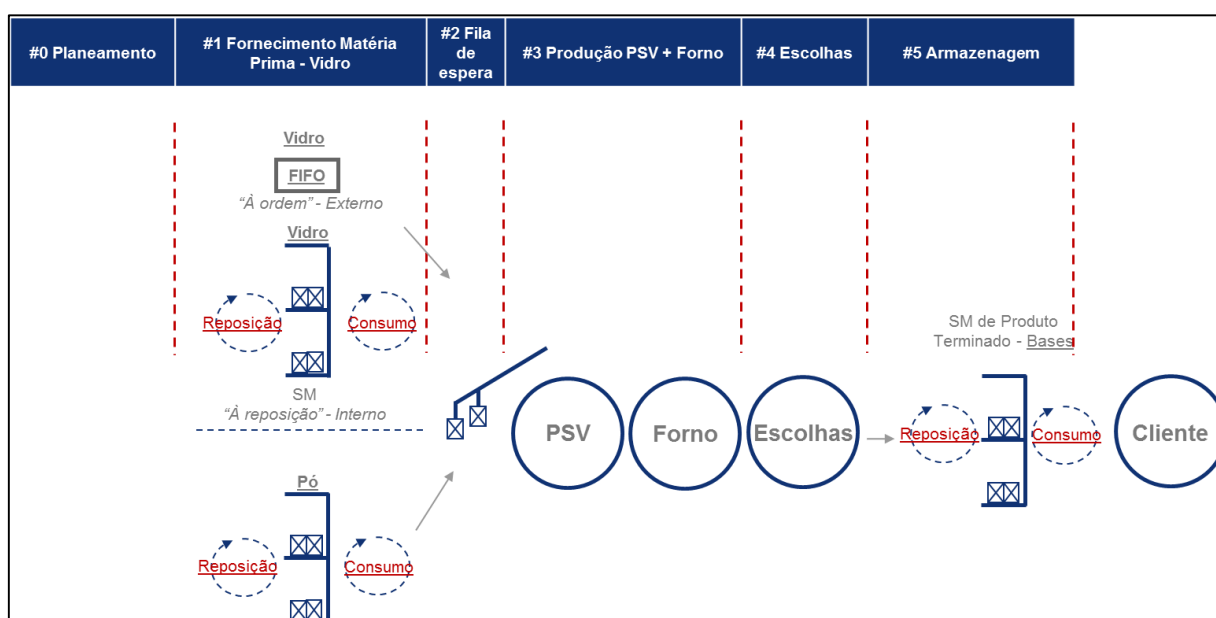 #0 Planeamento
#1 Fornecimento Matéria
Prima - Vidro
#2 Fila
de
espera
#3 Produção PSV + Forno
#4 Escolhas
#5 Armazenagem
Vidro
FIFO
“À ordem” - Externo
Vidro
Reposição
Consumo
SM
“À reposição” - Interno
SM de Produto
Terminado - Bases
PSV
Forno
Escolhas
Reposição
Consumo
Cliente
Pó
Reposição
Consumo